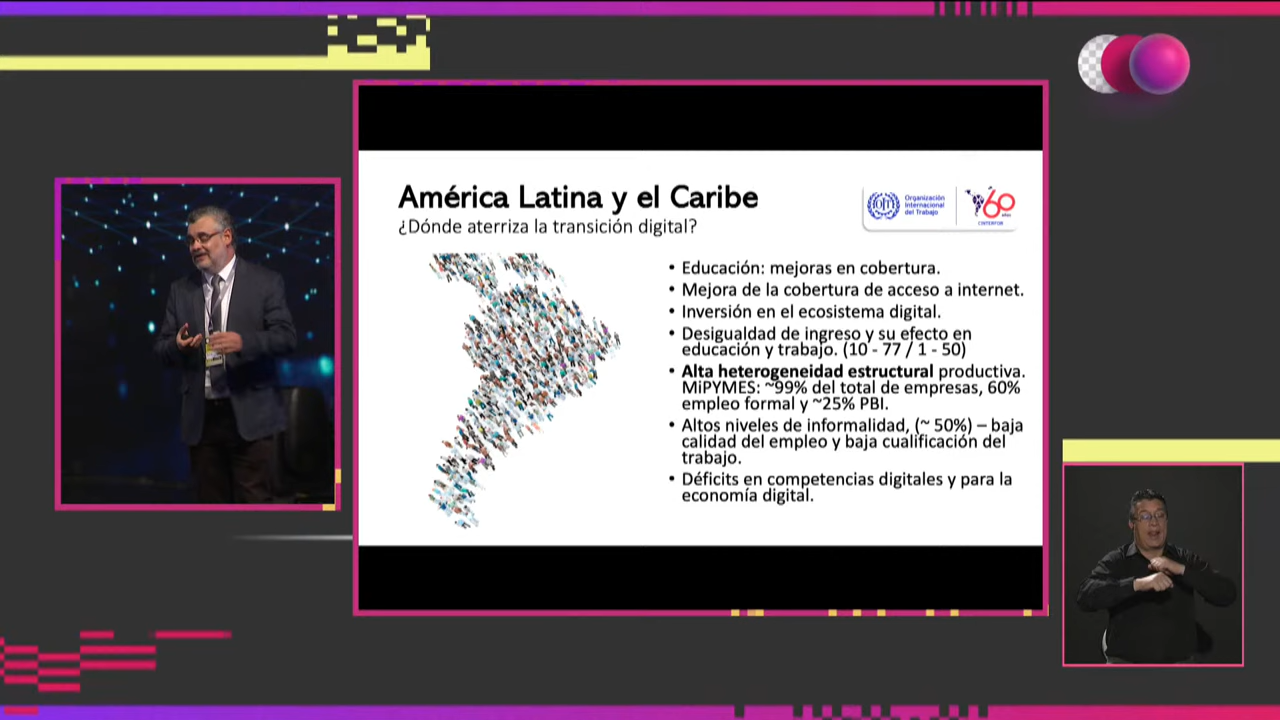 América Latina y el Caribe
¿Dónde aterriza la transición digital?
Organización
Internacional
del Trabajo
60
años
CINTERFOR
• Educación: mejoras en cobertura.
• Mejora de la cobertura de acceso a internet.
• Inversión en el ecosistema digital.
• Desigualdad de ingreso y su efecto en
educación y trabajo. (10 - 77 / 1 - 50)
• Alta heterogeneidad estructural productiva.
MiPYMES: ~99% del total de empresas, 60%
empleo formal y ~25% PBI.
• Altos niveles de informalidad, (~ 50%) – baja
calidad del empleo y baja cualificación del
trabajo.
• Déficits en competencias digitales y para la
economía digital.